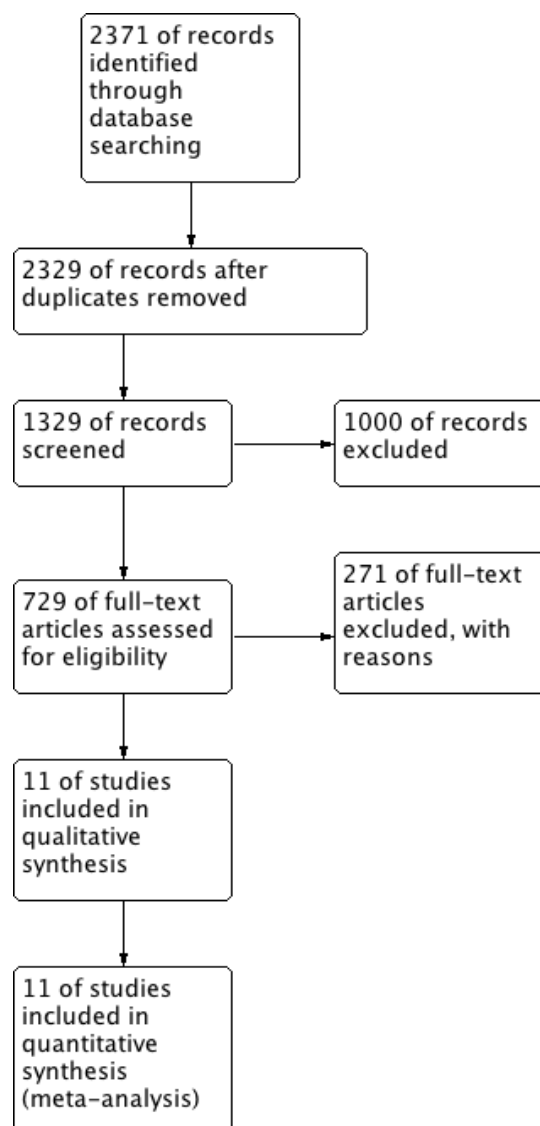 2371 of records
identified
through
database
searching
2329 of records after
duplicates removed
1329 of records
screened
1000 of records
excluded
729 of full-text
articles assessed
for eligibility
271 of full-text
articles
excluded, with
reasons
11 of studies
included in
qualitative
synthesis
11 of studies
included in
quantitative
synthesis
(meta-analysis)